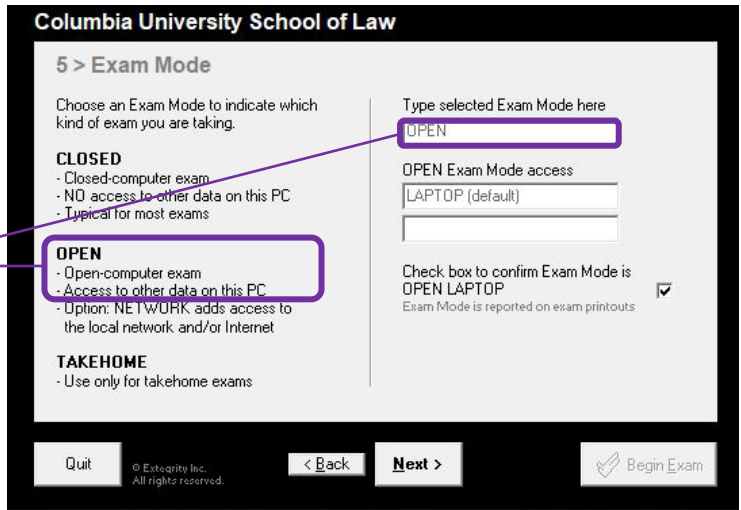 Columbia University School of Law
5 > Exam Mode
Choose an Exam Mode to indicate which
kind of exam you are taking.
CLOSED
- Closed-computer exam
- NO access to other data on this PC
- Typical for most exams
OPEN
- Open-computer exam
- Access to other data on this PC
- Option: NETWORK adds access to
the local network and/or Internet
TAKEHOME
- Use only for takehome exams
Type selected Exam Mode here
OPEN
OPEN Exam Mode access
LAPTOP (default)
Check box to confirm Exam Mode is
OPEN LAPTOP
Exam Mode is reported on exam printouts
Quit
© Extegrity Inc.
All rights reserved.
< Back
Next >
Begin Exam